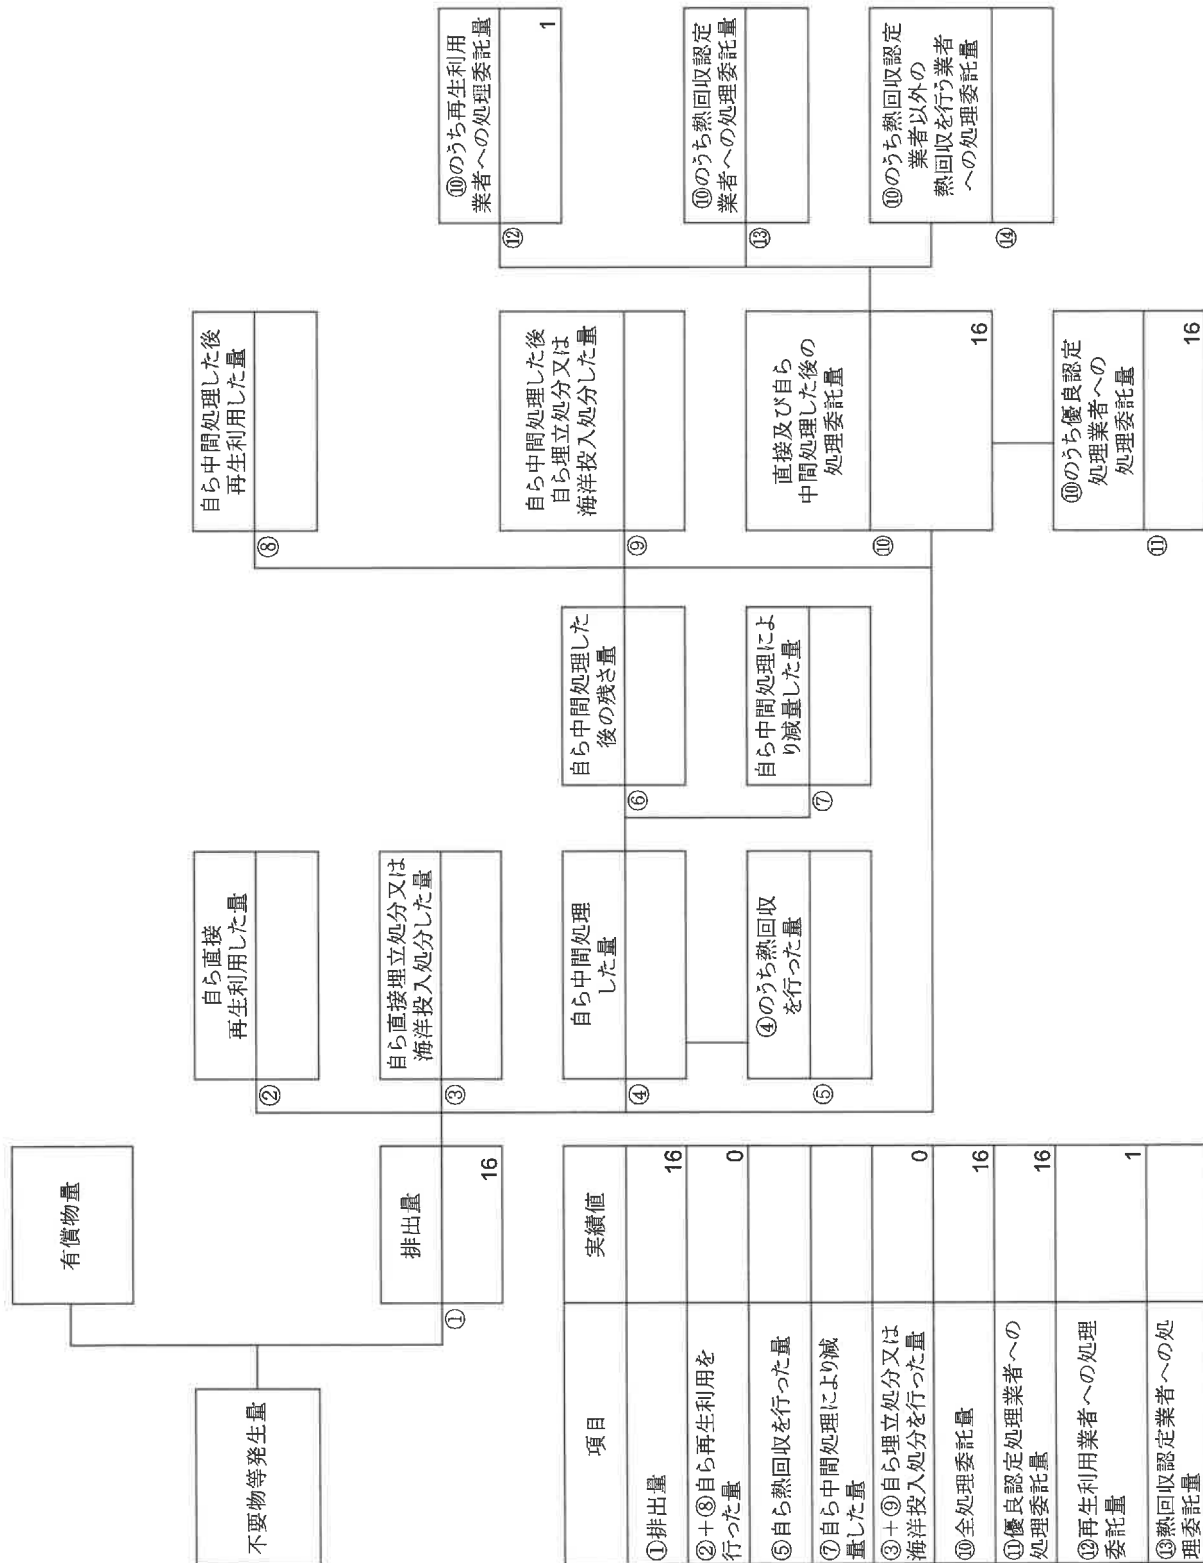 不要物等発生量
有償物量
①
排出量
16
②
自ら直接
再生利用した量
③
自ら直接埋立処分又は
海洋投入処分した量
④
自ら中間処理
した量
⑤
④のうち熱回収
を行った量
⑥
自ら中間処理した
後の残さ量
⑦
自ら中間処理によ
り減量した量
⑧
自ら中間処理した後
再生利用した量
⑨
自ら中間処理した後
自ら埋立処分又は
海洋投入処分した量
⑩
直接及び自ら
中間処理した後の
処理委託量
16
⑪
⑩のうち優良認定
処理業者への
処理委託量
16
⑫
⑩のうち再生利用
業者への処理委託量
1
⑬
⑩のうち熱回収認定
業者への処理委託量
⑭
⑩のうち熱回収認定
業者以外の
熱回収を行う業者
への処理委託量
項目 実績値
①排出量 16
②+⑧自ら再生利用を
行った量 0
⑤自ら熱回収を行った量
⑦自ら中間処理により減
量した量
③+⑨自ら埋立処分又は
海洋投入処分を行った量 0
⑩全処理委託量 16
⑪優良認定処理業者への
処理委託量 16
⑫再生利用業者への処理
委託量 1
⑬熱回収認定業者への処
理委託量